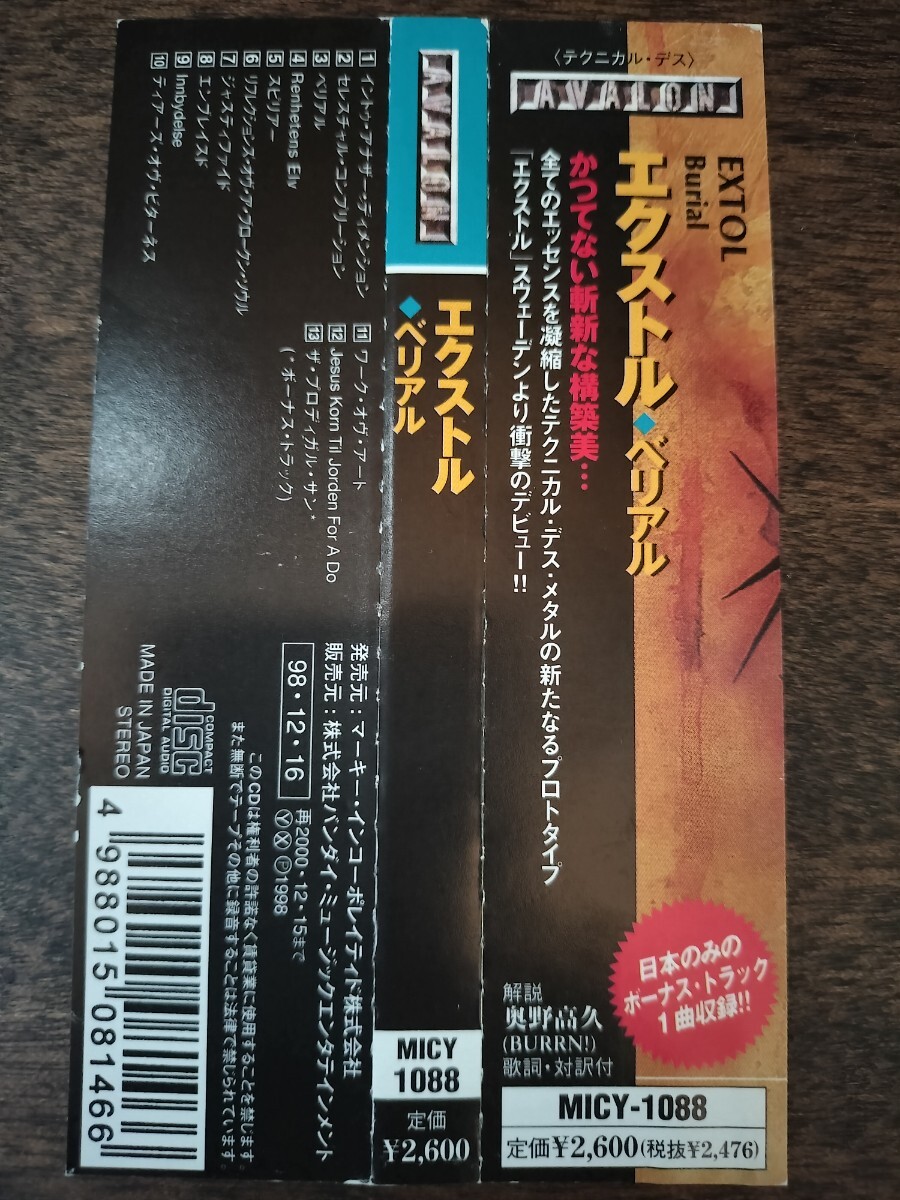 〈テクニカル・デス〉
AVALON
EXTOL
Burial
エクストル◆ベリアル
かつてない斬新な構築美…
全てのエッセンスを凝縮したテクニカル・デス・メタルの新たなるプロトタイプ
「エクストル」スウェーデンより衝撃のデビュー!!
日本のみの
ボーナス・トラック
1曲収録!!
解説
奥野高久
(BURRN!)
歌詞・対訳付
MICY-1088
定価¥2,600(税抜¥2,476)
AVALON
エクストル
◆ベリアル
MICY
1088
定価
¥2,600
1 イントゥ・アナザー・ディメンション
2 セレスチャル・コンプリーション
3 ベリアル
4 Renhetens Elv
5 スピリアー
6 リフレクションズ・オヴ・ア・ブロークン・ソウル
7 ジャスティファイド
8 エンブレイスド
9 Innbydelse
10 ティアーズ・オヴ・ビターネス
11 ワーク・オヴ・アート
12 Jesus Korn Til Jorden For A Do
13 ザ・プロディガル・サン*
(*ボーナス・トラック)
発売元：マーキー・インコーポレイティド株式会社
販売元：株式会社バンダイ・ミュージックエンタテインメント
98・12・16
再2000・12・15まで
Ⓨ Ⓧ Ⓟ1998
このCDは権利者の許諾なく賃貸業に使用することを禁じます。
また無断でテープその他に録音することは法律で禁じられています。
COMPACT
disc
DIGITAL AUDIO
MADE IN JAPAN
STEREO
4 988015 081466